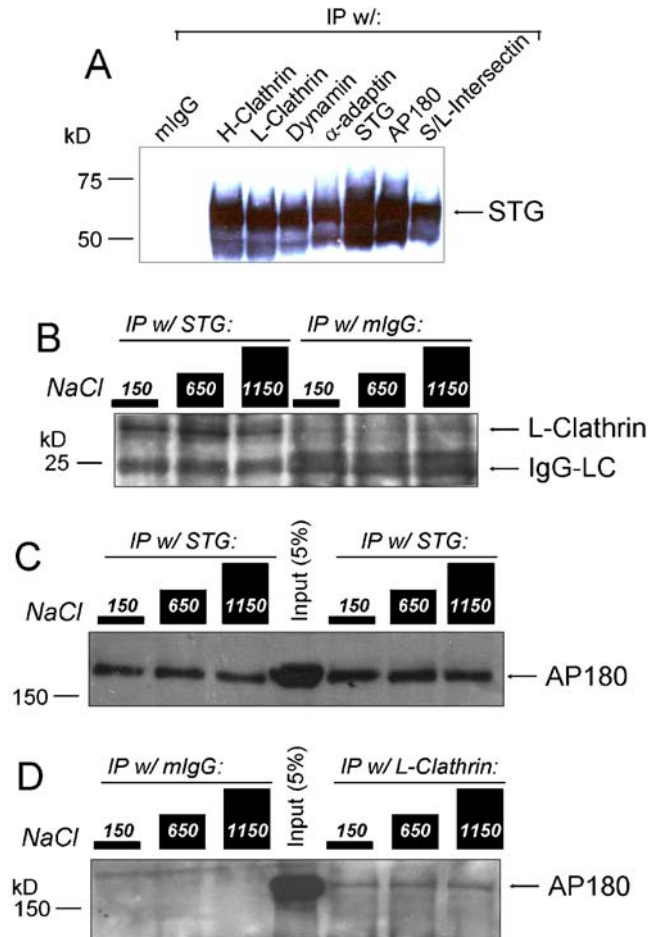 IP w/:
A
mIgG H-Clathrin L-Clathrin Dynamin α-adaptin STG AP180 S/L-Intersectin
kD
75
50
STG
B
IP w/ STG: IP w/ mIgG:
NaCl 150 650 1150 150 650 1150
kD
25
L-Clathrin
IgG-LC
C
IP w/ STG: Input (5%) IP w/ STG:
NaCl 150 650 1150 150 650 1150
150
AP180
D
IP w/ mIgG: Input (5%) IP w/ L-Clathrin:
NaCl 150 650 1150 150 650 1150
kD
150
AP180